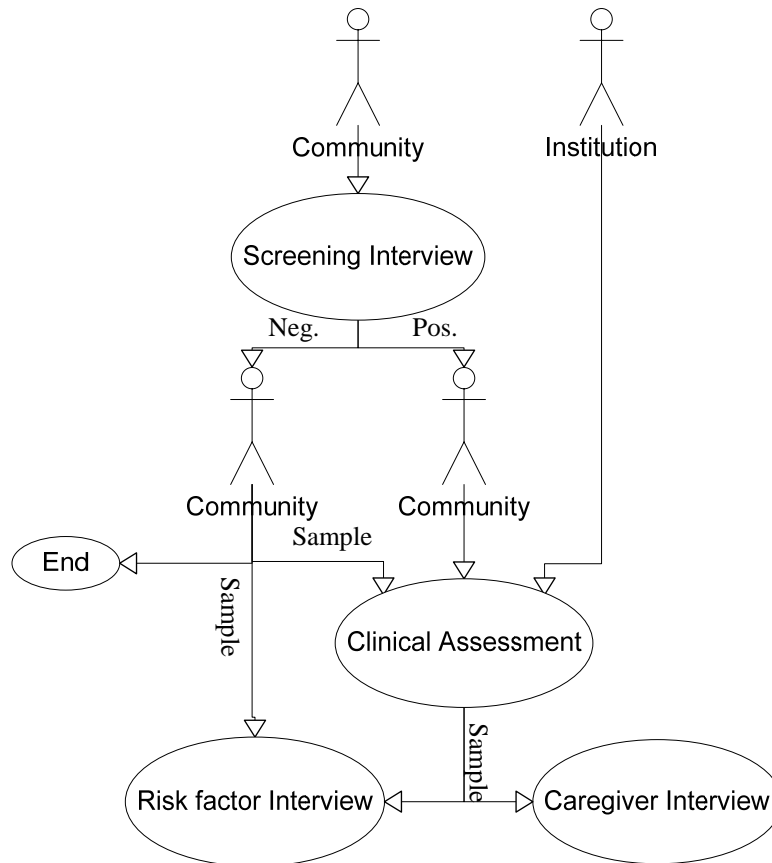 Community
Institution
Screening Interview
Neg.
Pos.
Community
Community
Sample
End
Sample
Clinical Assessment
Sample
Risk factor Interview
Caregiver Interview